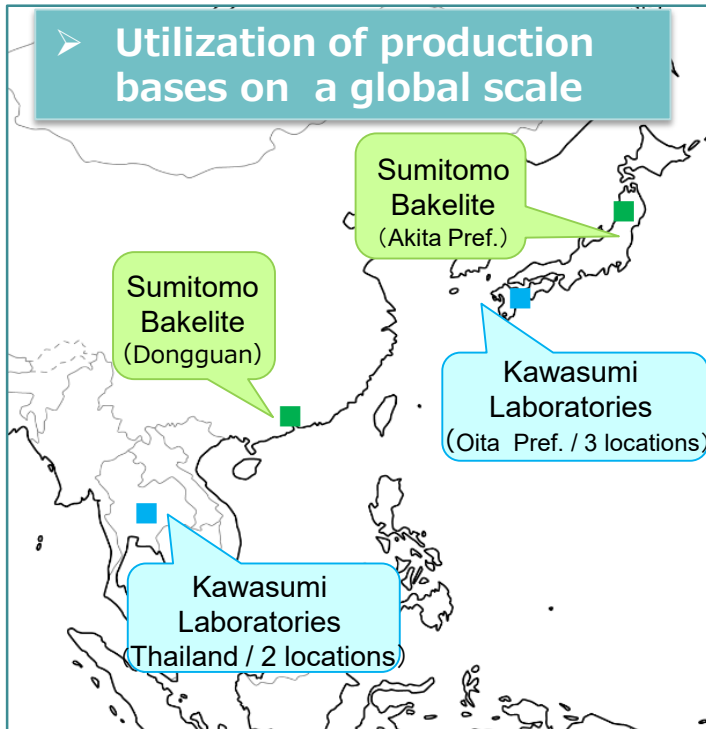 ➢ Utilization of production
bases on a global scale
Sumitomo
Bakelite
（Akita Pref.）
Sumitomo
Bakelite
（Dongguan）
Kawasumi
Laboratories
（Oita Pref. / 3 locations）
Kawasumi
Laboratories
（Thailand / 2 locations）